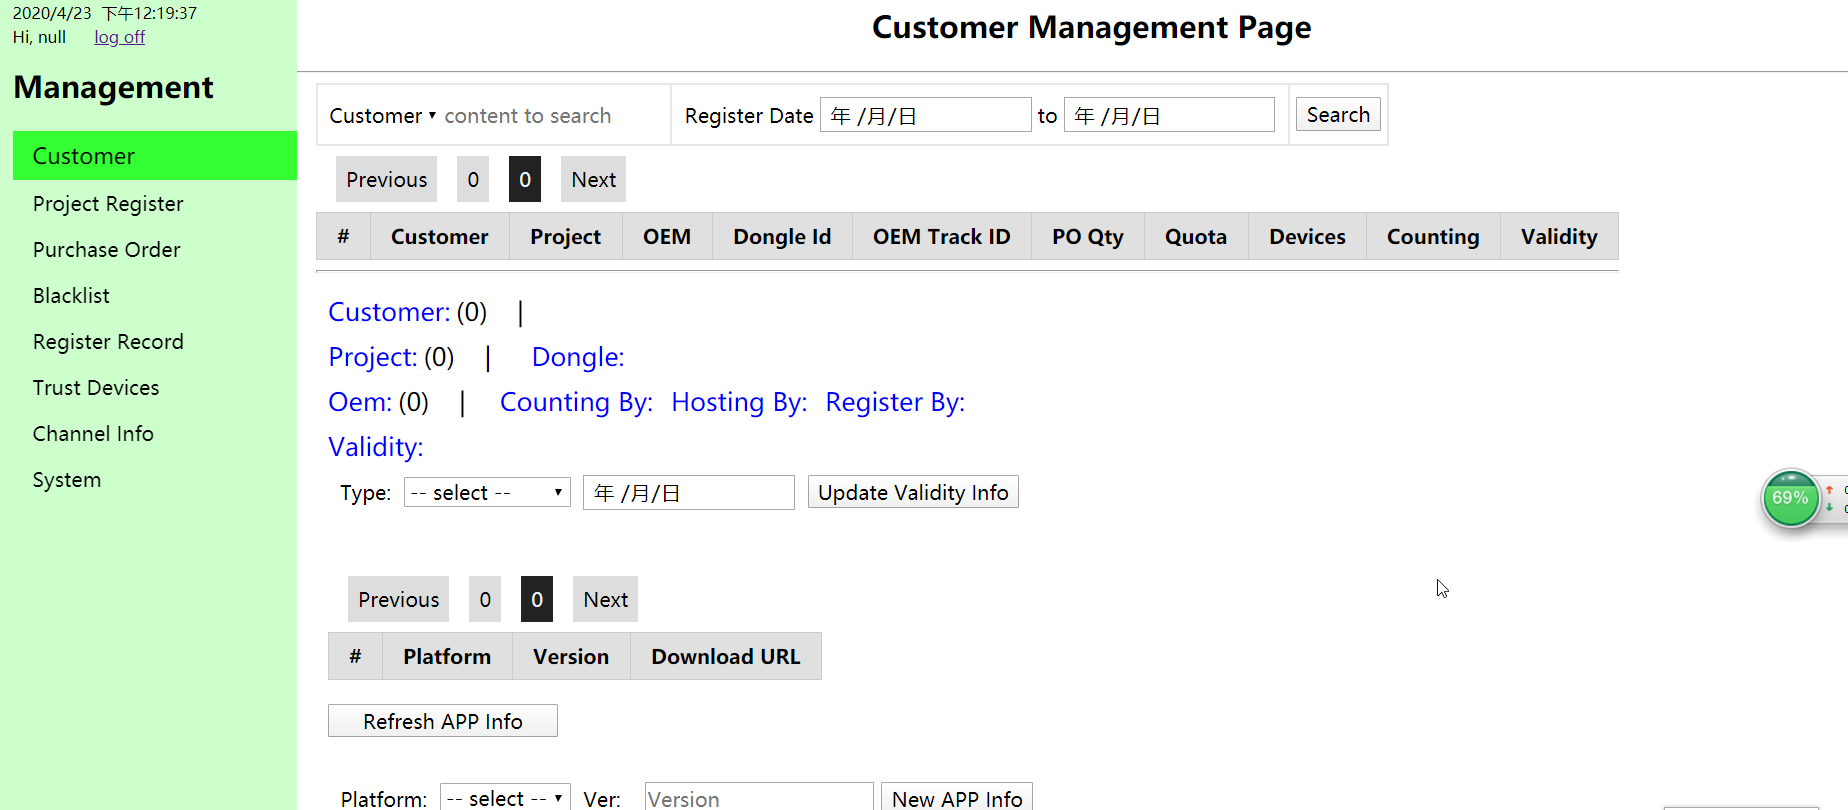 2020/4/23 下午12:19:37
Hi, null log off
Management
Customer
Project Register
Purchase Order
Blacklist
Register Record
Trust Devices
Channel Info
System
Customer Management Page
Customer content to search Register Date 年 /月/日 to 年 /月/日 Search
Previous 0 0 Next
# Customer Project OEM Dongle Id OEM Track ID PO Qty Quota Devices Counting Validity
Customer: (0) |
Project: (0) | Dongle:
Oem: (0) | Counting By: Hosting By: Register By:
Validity:
Type: -- select -- 年 /月/日 Update Validity Info
Previous 0 0 Next
# Platform Version Download URL
Refresh APP Info
Platform: -- select -- Ver: Version New APP Info
69%